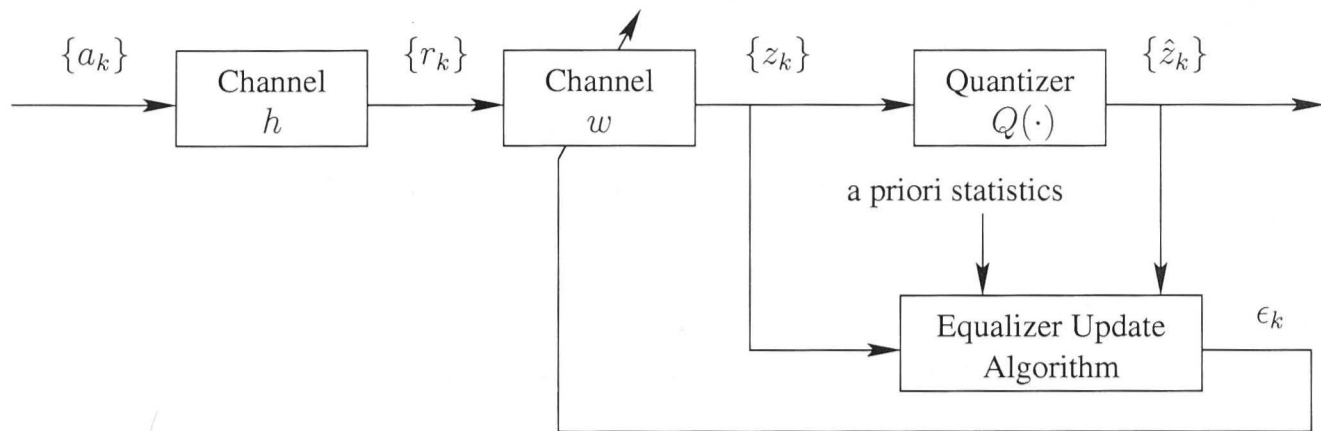 {a_k}
{r_k}
{z_k}
{ẑ_k}
Channel
h
Channel
w
Quantizer
Q(·)
a priori statistics
Equalizer Update
Algorithm
ϵ_k